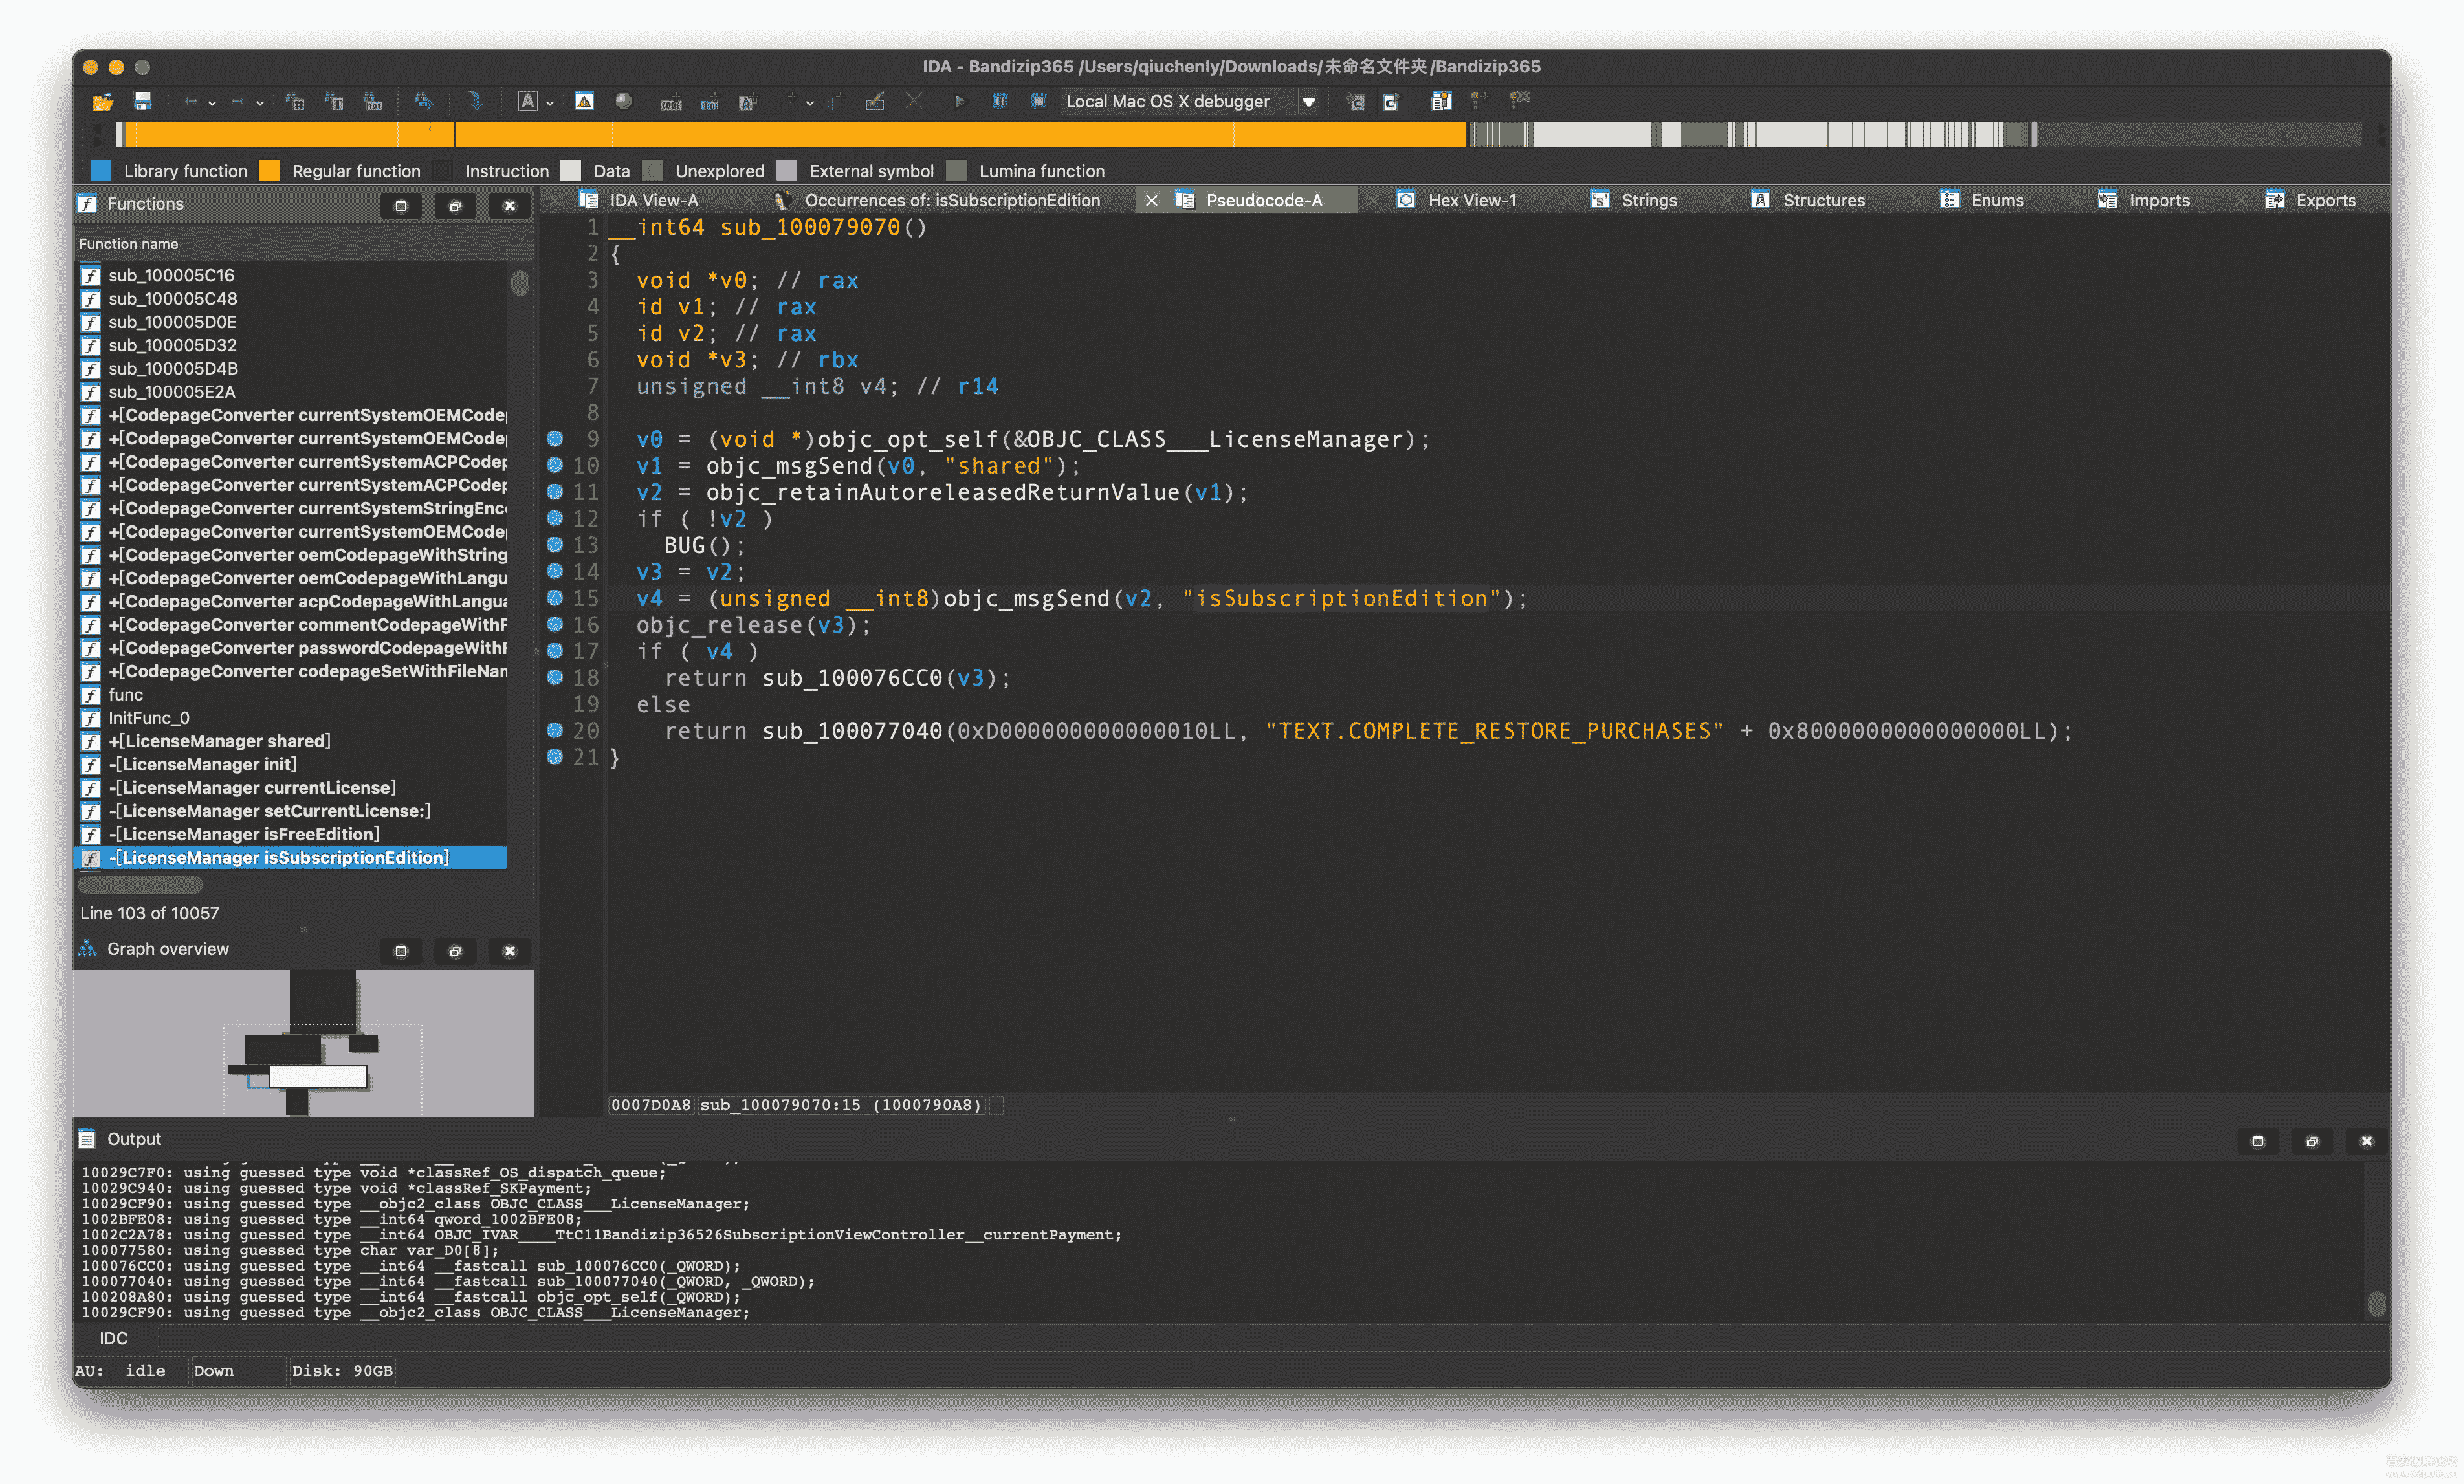 IDA - Bandizip365 /Users/qiuchenly/Downloads/未命名文件夹/Bandizip365
Local Mac OS X debugger
Library function Regular function Instruction Data Unexplored External symbol Lumina function
Functions
IDA View-A Occurrences of: isSubscriptionEdition Pseudocode-A Hex View-1 Strings Structures Enums Imports Exports
Function name
sub_100005C16
sub_100005C48
sub_100005D0E
sub_100005D32
sub_100005D4B
sub_100005E2A
+[CodepageConverter currentSystemOEMCode
+[CodepageConverter currentSystemOEMCode
+[CodepageConverter currentSystemACPCodep
+[CodepageConverter currentSystemACPCodep
+[CodepageConverter currentSystemStringEnc
+[CodepageConverter currentSystemOEMCode
+[CodepageConverter oemCodepageWithString
+[CodepageConverter oemCodepageWithLangu
+[CodepageConverter acpCodepageWithLangua
+[CodepageConverter commentCodepageWithF
+[CodepageConverter passwordCodepageWith
+[CodepageConverter codepageSetWithFileNan
func
InitFunc_0
+[LicenseManager shared]
-[LicenseManager init]
-[LicenseManager currentLicense]
-[LicenseManager setCurrentLicense:]
-[LicenseManager isFreeEdition]
-[LicenseManager isSubscriptionEdition]
Line 103 of 10057
Graph overview
1 __int64 sub_100079070()
2 {
3 void *v0; // rax
4 id v1; // rax
5 id v2; // rax
6 void *v3; // rbx
7 unsigned __int8 v4; // r14
8
9 v0 = (void *)objc_opt_self(&OBJC_CLASS___LicenseManager);
10 v1 = objc_msgSend(v0, "shared");
11 v2 = objc_retainAutoreleasedReturnValue(v1);
12 if ( !v2 )
13 BUG();
14 v3 = v2;
15 v4 = (unsigned __int8)objc_msgSend(v2, "isSubscriptionEdition");
16 objc_release(v3);
17 if ( v4 )
18 return sub_100076CC0(v3);
19 else
20 return sub_100077040(0xD000000000000010LL, "TEXT.COMPLETE_RESTORE_PURCHASES" + 0x8000000000000000LL);
21 }
0007D0A8 sub_100079070:15 (1000790A8)
Output
10029C7F0: using guessed type void *classRef_OS_dispatch_queue;
10029C940: using guessed type void *classRef_SKPayment;
10029CF90: using guessed type __objc2_class OBJC_CLASS___LicenseManager;
1002BFE08: using guessed type __int64 qword_1002BFE08;
1002C2A78: using guessed type __int64 OBJC_IVAR____TtC11Bandizip36526SubscriptionViewController__currentPayment;
100077580: using guessed type char var_D0[8];
100076CC0: using guessed type __int64 __fastcall sub_100076CC0(_QWORD);
100077040: using guessed type __int64 __fastcall sub_100077040(_QWORD, _QWORD);
100208A80: using guessed type __int64 __fastcall objc_opt_self(_QWORD);
10029CF90: using guessed type __objc2_class OBJC_CLASS___LicenseManager;
IDC
AU: idle Down Disk: 90GB